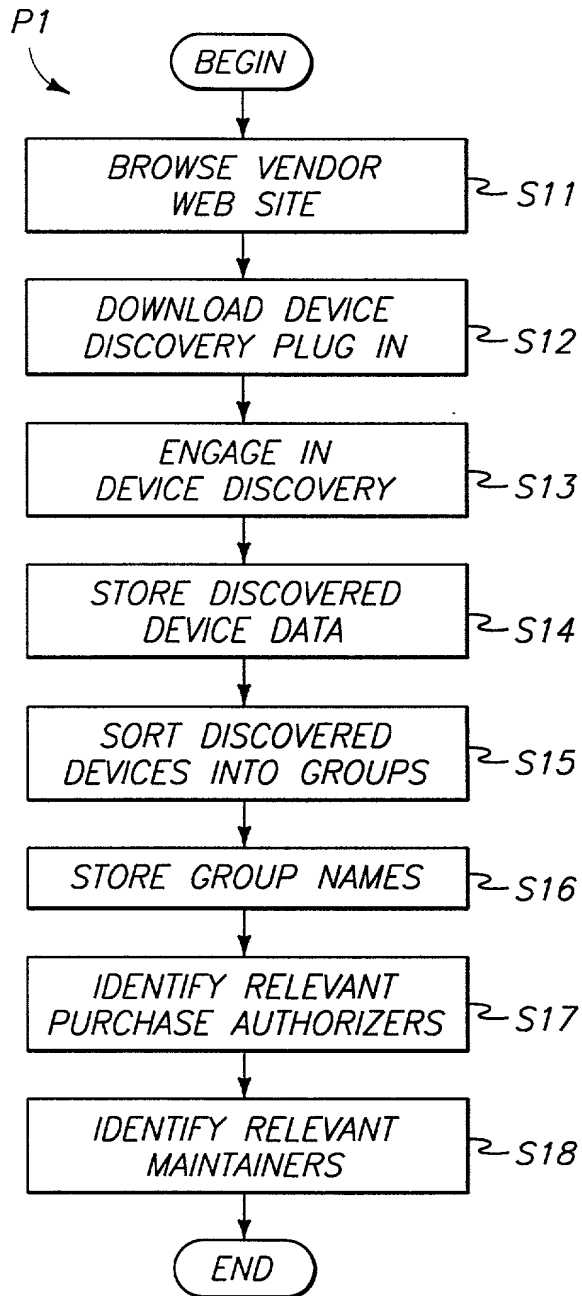 P1
BEGIN
BROWSE VENDOR
WEB SITE
S11
DOWNLOAD DEVICE
DISCOVERY PLUG IN
S12
ENGAGE IN
DEVICE DISCOVERY
S13
STORE DISCOVERED
DEVICE DATA
S14
SORT DISCOVERED
DEVICES INTO GROUPS
S15
STORE GROUP NAMES
S16
IDENTIFY RELEVANT
PURCHASE AUTHORIZERS
S17
IDENTIFY RELEVANT
MAINTAINERS
S18
END